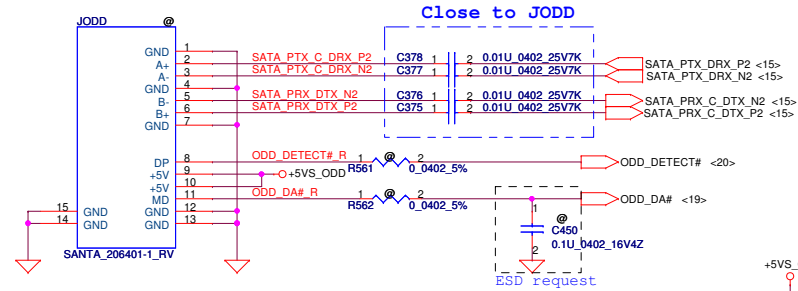 Close to JODD
JODD @
GND 1
A+ 2 SATA_PTX_C_DRX_P2 C378 1 2 0.01U_0402_25V7K SATA_PTX_DRX_P2 <15>
A- 3 SATA_PTX_C_DRX_N2 C377 1 2 0.01U_0402_25V7K SATA_PTX_DRX_N2 <15>
GND 4
B- 5 SATA_PRX_DTX_N2 C376 1 2 0.01U_0402_25V7K SATA_PRX_C_DTX_N2 <15>
B+ 6 SATA_PRX_DTX_P2 C375 1 2 0.01U_0402_25V7K SATA_PRX_C_DTX_P2 <15>
GND 7
DP 8 ODD_DETECT#_R 1 @ 2 ODD_DETECT# <20>
R561 0_0402_5%
+5V 9 +5VS_ODD
+5V 10
MD 11 ODD_DA#_R 1 @ 2 ODD_DA# <19>
R562 0_0402_5%
15 GND GND 12
14 GND GND 13
SANTA_206401-1_RV
1 @
C450
0.1U_0402_16V4Z
2
ESD request
+5VS_